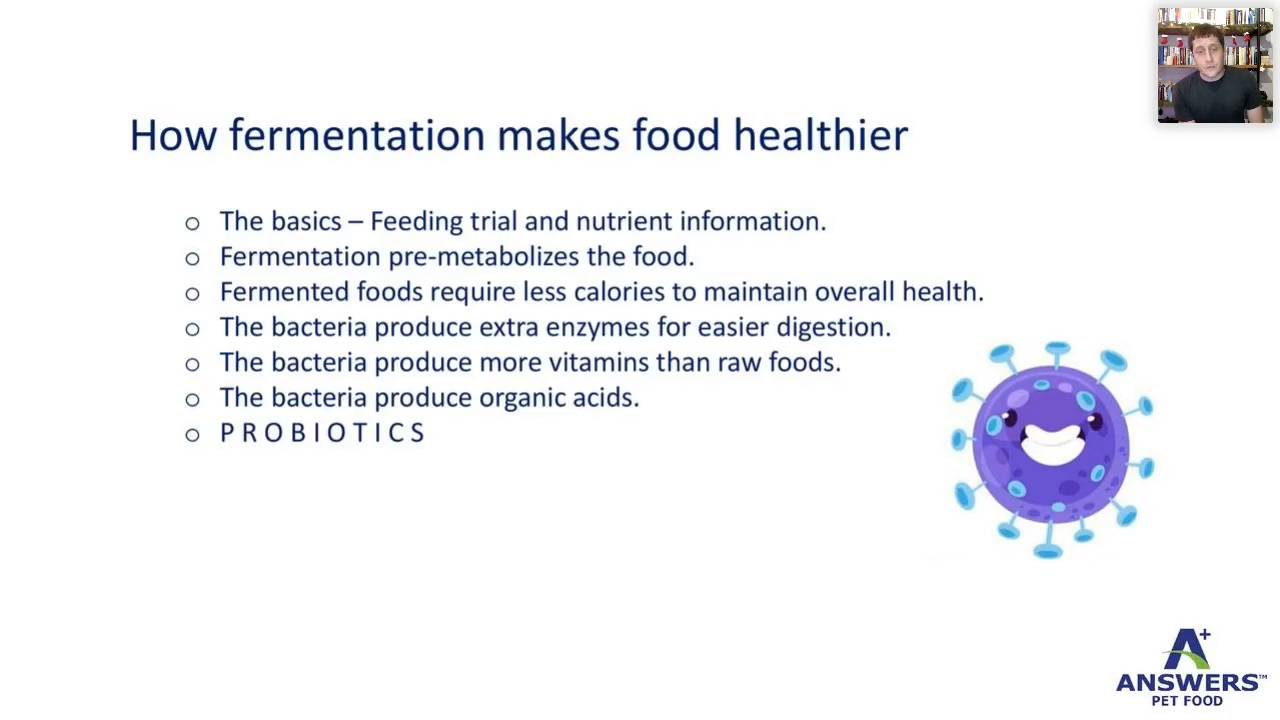 How fermentation makes food healthier
o The basics – Feeding trial and nutrient information.
o Fermentation pre-metabolizes the food.
o Fermented foods require less calories to maintain overall health.
o The bacteria produce extra enzymes for easier digestion.
o The bacteria produce more vitamins than raw foods.
o The bacteria produce organic acids.
o P R O B I O T I C S
A+
ANSWERS™
PET FOOD